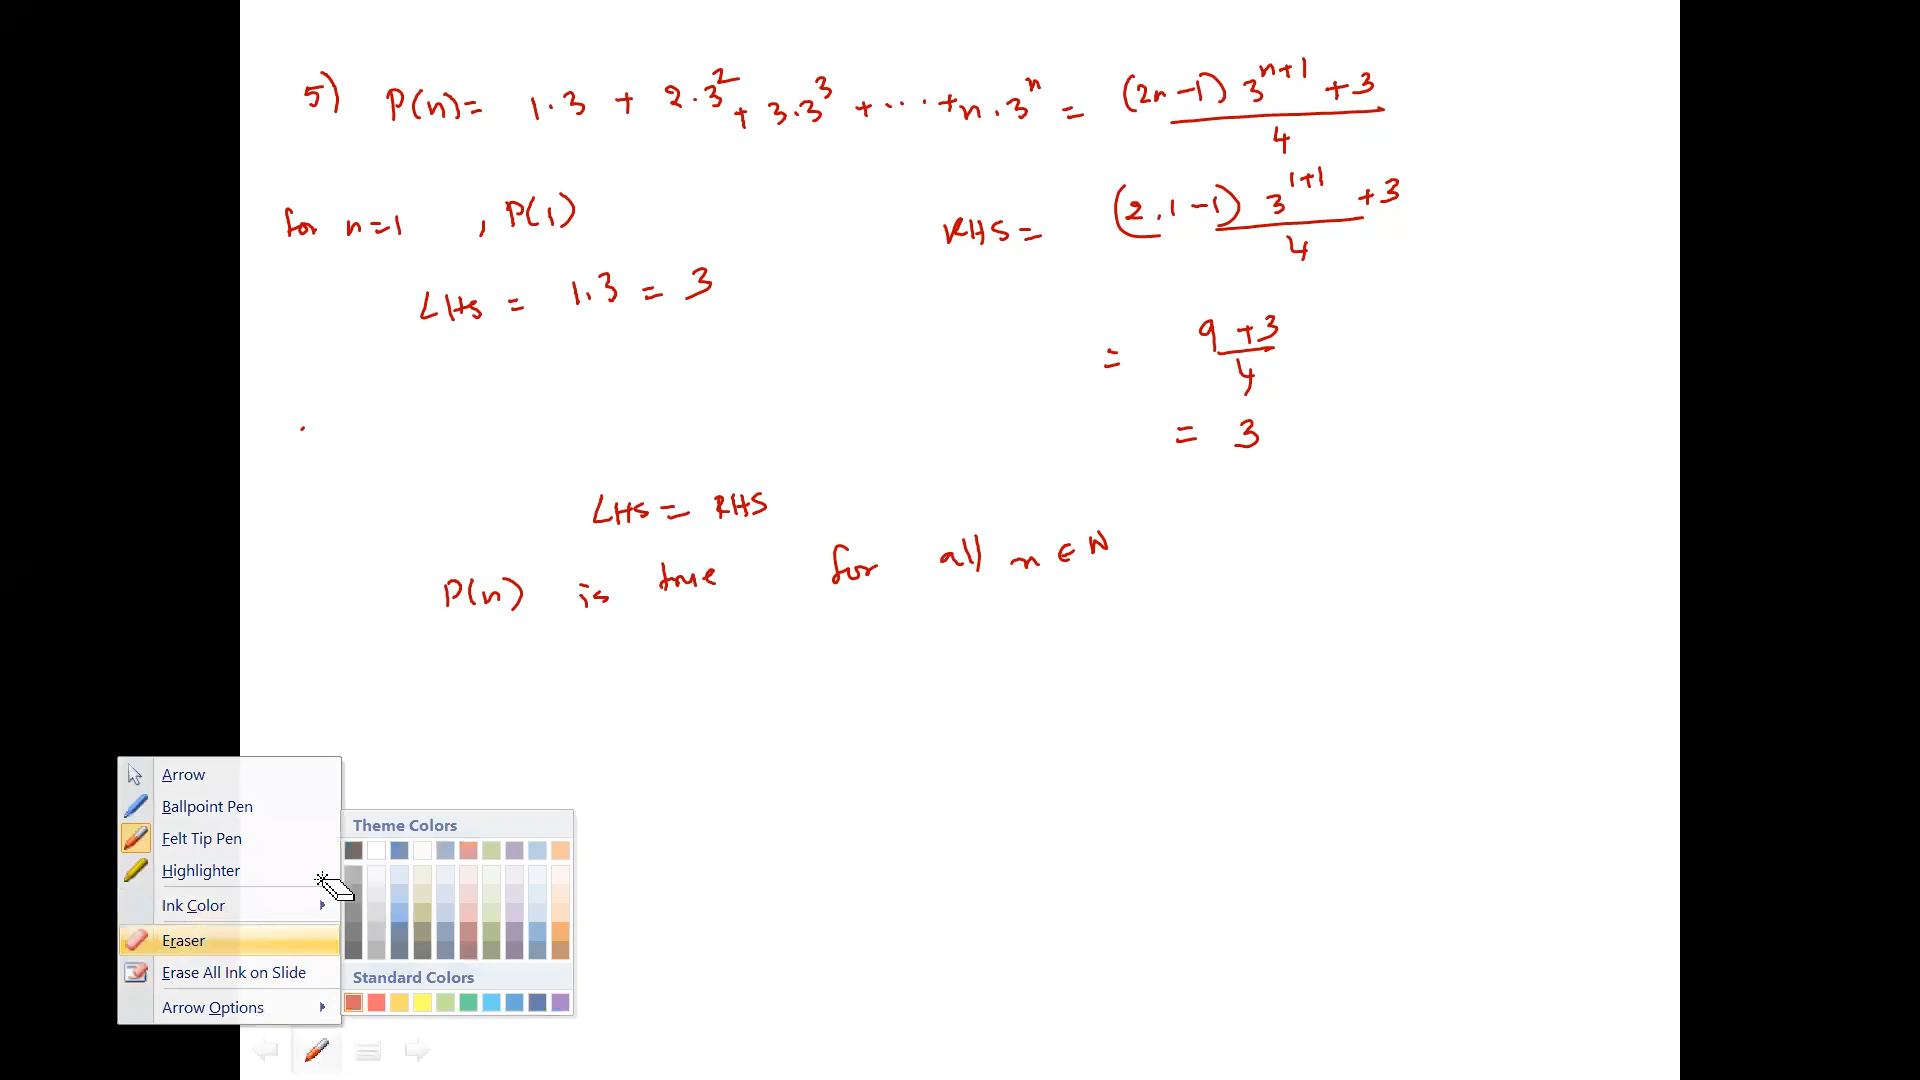 5) P(n)= 1.3 + 2.3² + 3.3³ + ... + n.3ⁿ = (2n-1) 3ⁿ⁺¹ + 3
4
for n=1 , P(1)
RHS = (2.1-1) 3¹⁺¹ + 3
4
LHS = 1.3 = 3
= 9+3
4
= 3
LHS = RHS
P(n) is true for all n ∈ N
Arrow
Ballpoint Pen
Felt Tip Pen
Highlighter
Ink Color
Eraser
Erase All Ink on Slide
Arrow Options
Theme Colors
Standard Colors